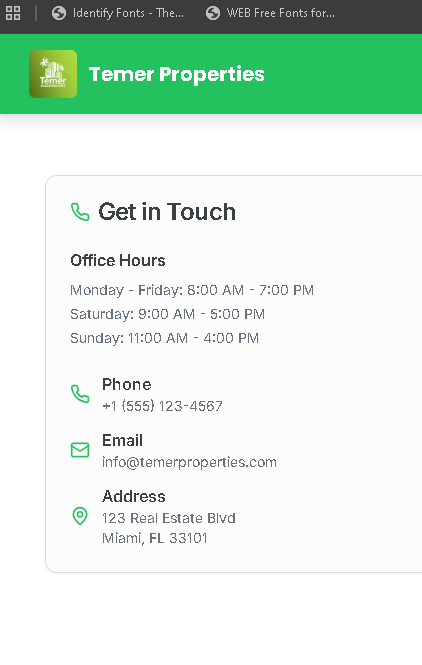 Identify Fonts - The...
WEB Free Fonts for...
Temer
PROPERTIES
Temer Properties
Get in Touch
Office Hours
Monday - Friday: 8:00 AM - 7:00 PM
Saturday: 9:00 AM - 5:00 PM
Sunday: 11:00 AM - 4:00 PM
Phone
+1 (555) 123-4567
Email
info@temerproperties.com
Address
123 Real Estate Blvd
Miami, FL 33101